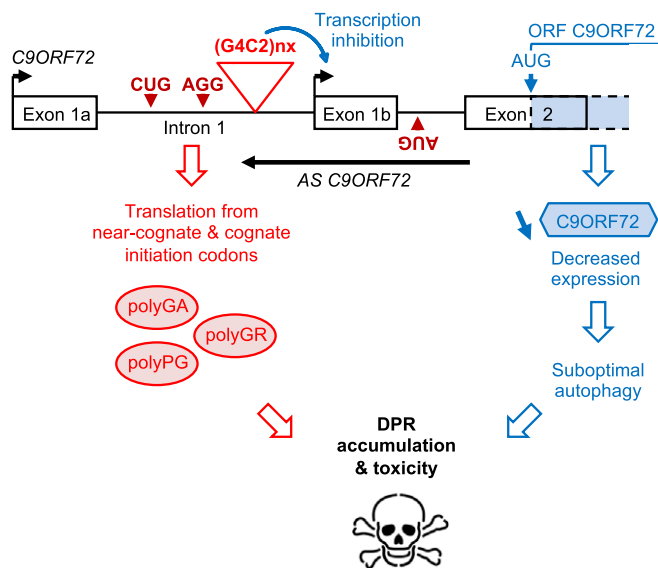 C9ORF72
(G4C2)nx
Transcription
inhibition
ORF C9ORF72
AUG
CUG
AGG
Exon 1a
Intron 1
Exon 1b
AUG
Exon 2
AS C9ORF72
Translation from
near-cognate & cognate
initiation codons
polyGA
polyGR
polyPG
C9ORF72
Decreased
expression
Suboptimal
autophagy
DPR
accumulation
& toxicity